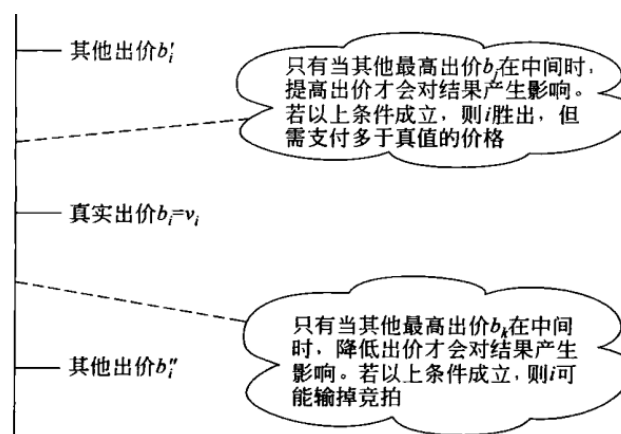 其他出价b′ᵢ
只有当其他最高出价bⱼ在中间时，
提高出价才会对结果产生影响。
若以上条件成立，则i胜出，但
需支付多于真值的价格
真实出价bᵢ=vᵢ
只有当其他最高出价bₖ在中间
时，降低出价才会对结果产生
影响。若以上条件成立，则i可
能输掉竞拍
其他出价b″ᵢ